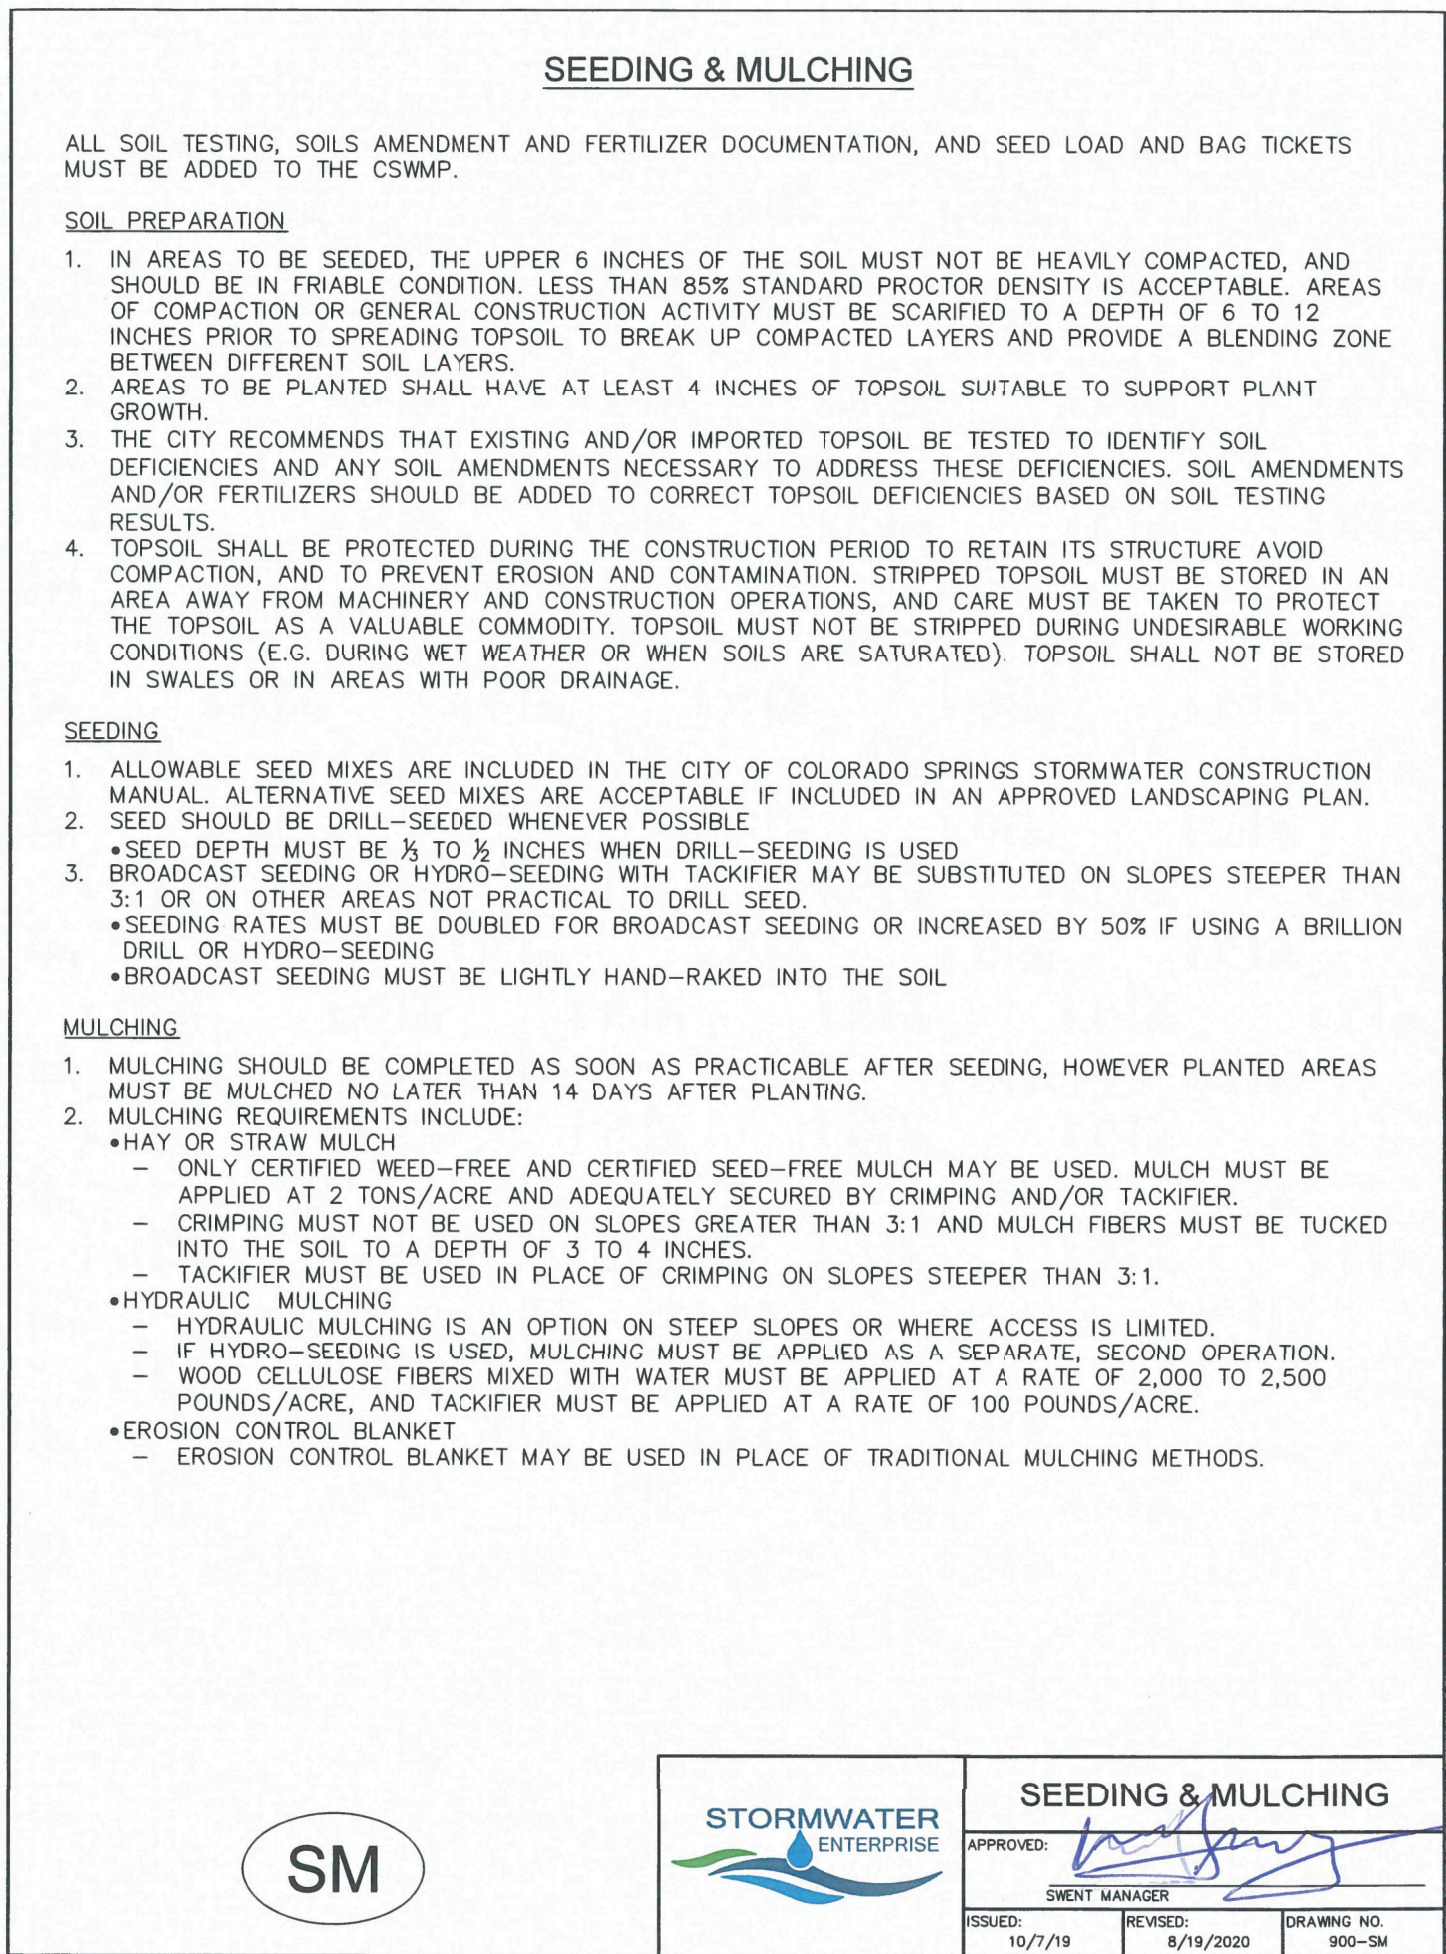 SEEDING & MULCHING
ALL SOIL TESTING, SOILS AMENDMENT AND FERTILIZER DOCUMENTATION, AND SEED LOAD AND BAG TICKETS
MUST BE ADDED TO THE CSWMP.
SOIL PREPARATION
1. IN AREAS TO BE SEEDED, THE UPPER 6 INCHES OF THE SOIL MUST NOT BE HEAVILY COMPACTED, AND
SHOULD BE IN FRIABLE CONDITION. LESS THAN 85% STANDARD PROCTOR DENSITY IS ACCEPTABLE. AREAS
OF COMPACTION OR GENERAL CONSTRUCTION ACTIVITY MUST BE SCARIFIED TO A DEPTH OF 6 TO 12
INCHES PRIOR TO SPREADING TOPSOIL TO BREAK UP COMPACTED LAYERS AND PROVIDE A BLENDING ZONE
BETWEEN DIFFERENT SOIL LAYERS.
2. AREAS TO BE PLANTED SHALL HAVE AT LEAST 4 INCHES OF TOPSOIL SUITABLE TO SUPPORT PLANT
GROWTH.
3. THE CITY RECOMMENDS THAT EXISTING AND/OR IMPORTED TOPSOIL BE TESTED TO IDENTIFY SOIL
DEFICIENCIES AND ANY SOIL AMENDMENTS NECESSARY TO ADDRESS THESE DEFICIENCIES. SOIL AMENDMENTS
AND/OR FERTILIZERS SHOULD BE ADDED TO CORRECT TOPSOIL DEFICIENCIES BASED ON SOIL TESTING
RESULTS.
4. TOPSOIL SHALL BE PROTECTED DURING THE CONSTRUCTION PERIOD TO RETAIN ITS STRUCTURE AVOID
COMPACTION, AND TO PREVENT EROSION AND CONTAMINATION. STRIPPED TOPSOIL MUST BE STORED IN AN
AREA AWAY FROM MACHINERY AND CONSTRUCTION OPERATIONS, AND CARE MUST BE TAKEN TO PROTECT
THE TOPSOIL AS A VALUABLE COMMODITY. TOPSOIL MUST NOT BE STRIPPED DURING UNDESIRABLE WORKING
CONDITIONS (E.G. DURING WET WEATHER OR WHEN SOILS ARE SATURATED). TOPSOIL SHALL NOT BE STORED
IN SWALES OR IN AREAS WITH POOR DRAINAGE.
SEEDING
1. ALLOWABLE SEED MIXES ARE INCLUDED IN THE CITY OF COLORADO SPRINGS STORMWATER CONSTRUCTION
MANUAL. ALTERNATIVE SEED MIXES ARE ACCEPTABLE IF INCLUDED IN AN APPROVED LANDSCAPING PLAN.
2. SEED SHOULD BE DRILL-SEEDED WHENEVER POSSIBLE
•SEED DEPTH MUST BE ⅓ TO ½ INCHES WHEN DRILL-SEEDING IS USED
3. BROADCAST SEEDING OR HYDRO-SEEDING WITH TACKIFIER MAY BE SUBSTITUTED ON SLOPES STEEPER THAN
3:1 OR ON OTHER AREAS NOT PRACTICAL TO DRILL SEED.
•SEEDING RATES MUST BE DOUBLED FOR BROADCAST SEEDING OR INCREASED BY 50% IF USING A BRILLION
DRILL OR HYDRO-SEEDING
•BROADCAST SEEDING MUST BE LIGHTLY HAND-RAKED INTO THE SOIL
MULCHING
1. MULCHING SHOULD BE COMPLETED AS SOON AS PRACTICABLE AFTER SEEDING, HOWEVER PLANTED AREAS
MUST BE MULCHED NO LATER THAN 14 DAYS AFTER PLANTING.
2. MULCHING REQUIREMENTS INCLUDE:
•HAY OR STRAW MULCH
- ONLY CERTIFIED WEED-FREE AND CERTIFIED SEED-FREE MULCH MAY BE USED. MULCH MUST BE
APPLIED AT 2 TONS/ACRE AND ADEQUATELY SECURED BY CRIMPING AND/OR TACKIFIER.
- CRIMPING MUST NOT BE USED ON SLOPES GREATER THAN 3:1 AND MULCH FIBERS MUST BE TUCKED
INTO THE SOIL TO A DEPTH OF 3 TO 4 INCHES.
- TACKIFIER MUST BE USED IN PLACE OF CRIMPING ON SLOPES STEEPER THAN 3:1.
•HYDRAULIC MULCHING
- HYDRAULIC MULCHING IS AN OPTION ON STEEP SLOPES OR WHERE ACCESS IS LIMITED.
- IF HYDRO-SEEDING IS USED, MULCHING MUST BE APPLIED AS A SEPARATE, SECOND OPERATION.
- WOOD CELLULOSE FIBERS MIXED WITH WATER MUST BE APPLIED AT A RATE OF 2,000 TO 2,500
POUNDS/ACRE, AND TACKIFIER MUST BE APPLIED AT A RATE OF 100 POUNDS/ACRE.
•EROSION CONTROL BLANKET
- EROSION CONTROL BLANKET MAY BE USED IN PLACE OF TRADITIONAL MULCHING METHODS.
SM
STORMWATER
ENTERPRISE
SEEDING & MULCHING
APPROVED:
SWENT MANAGER
ISSUED:
10/7/19
REVISED:
8/19/2020
DRAWING NO.
900-SM